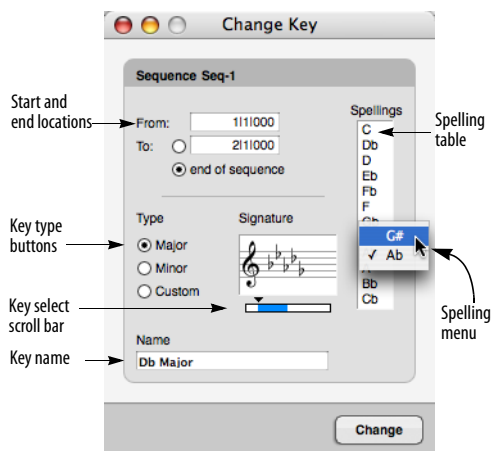 Change Key
Sequence Seq-1
Start and
end locations
From: 1|1|000
To: 2|1|000
end of sequence
Spellings
C
Db
D
Eb
Fb
F
G#
✓ Ab
Bb
Cb
Spelling
table
Spelling
menu
Key type
buttons
Type
Major
Minor
Custom
Signature
Key select
scroll bar
Key name
Name
Db Major
Change